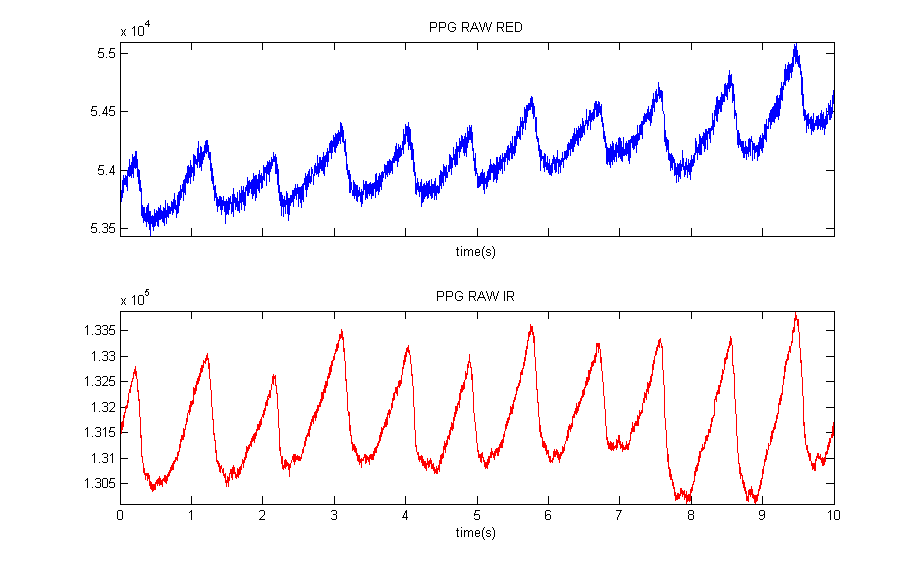 PPG RAW RED
x 10^4
5.5
5.45
5.4
5.35
time(s)
PPG RAW IR
x 10^5
1.335
1.33
1.325
1.32
1.315
1.31
1.305
0 1 2 3 4 5 6 7 8 9 10
time(s)